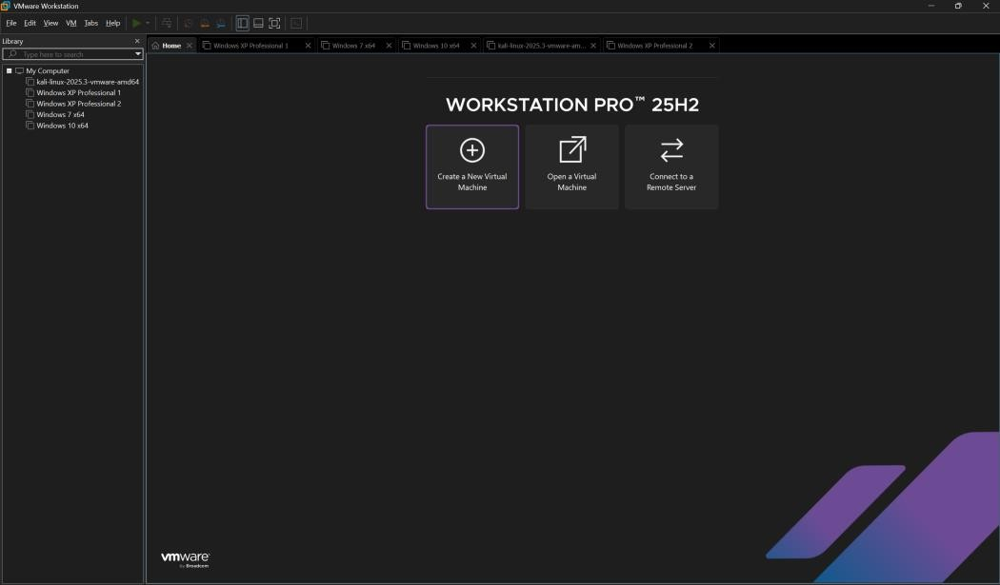 VMware Workstation
File Edit View VM Tabs Help
Library
Type here to search
My Computer
kali-linux-2025.3-vmware-amd64
Windows XP Professional 1
Windows XP Professional 2
Windows 7 x64
Windows 10 x64
Home
Windows XP Professional 1
Windows 7 x64
Windows 10 x64
kali-linux-2025.3-vmware-am...
Windows XP Professional 2
WORKSTATION PRO™ 25H2
Create a New Virtual
Machine
Open a Virtual
Machine
Connect to a
Remote Server
vmware®
by Broadcom